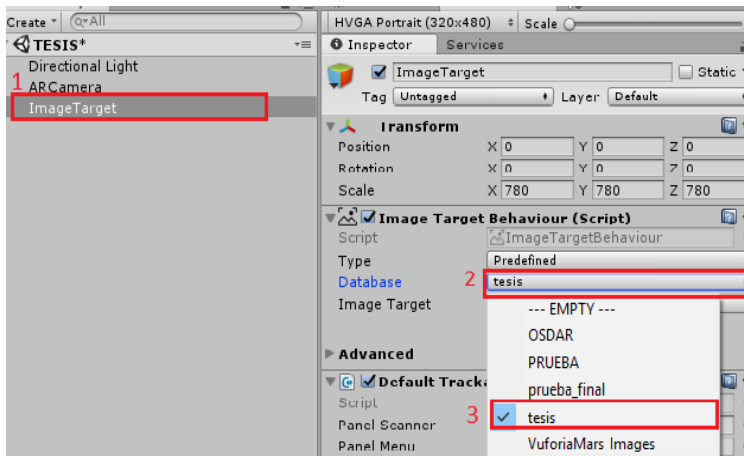 Create
All
TESIS*
Directional Light
1
ARCamera
ImageTarget
HVGA Portrait (320x480)
Scale
Inspector
Services
ImageTarget
Static
Tag
Untagged
Layer
Default
Transform
Position
X 0
Y 0
Z 0
Rotation
X 0
Y 0
Z 0
Scale
X 780
Y 780
Z 780
Image Target Behaviour (Script)
Script
ImageTargetBehaviour
Type
Predefined
Database
2
tesis
Image Target
--- EMPTY ---
OSDAR
PRUEBA
prueba_final
3
tesis
VuforiaMars Images
Advanced
Default Tracka
Script
Panel Scanner
Panel Menu